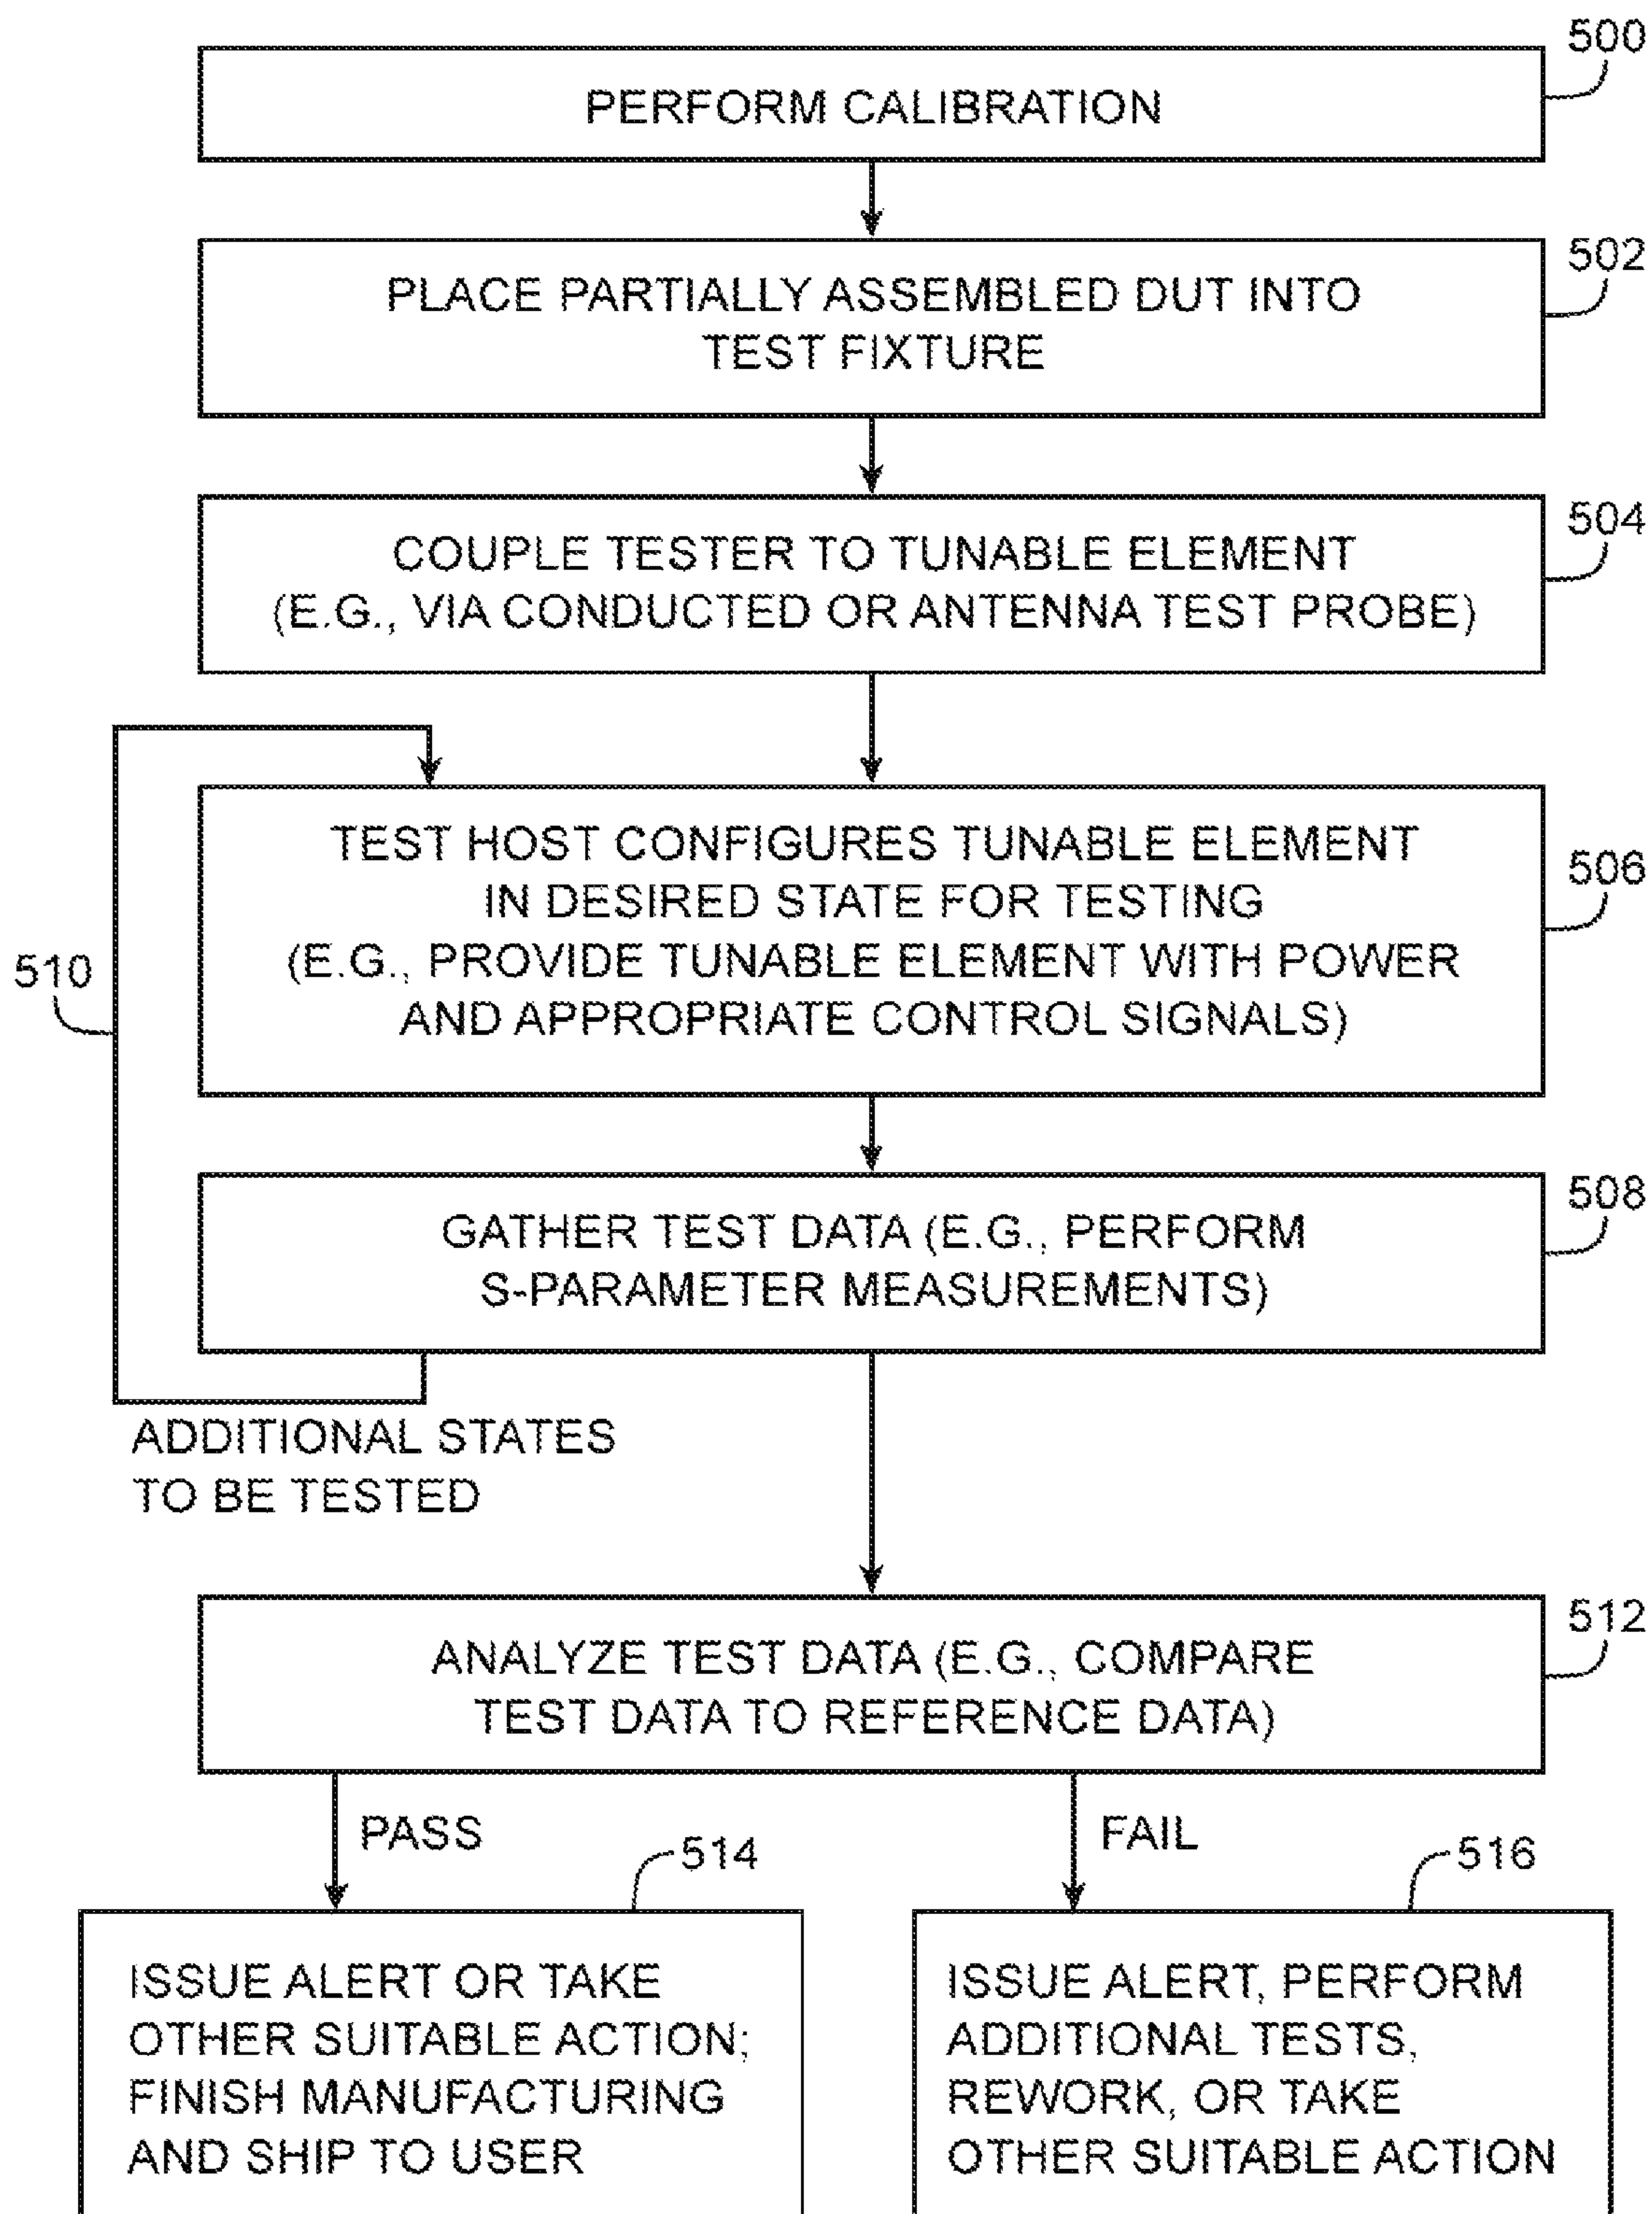 500
PERFORM CALIBRATION
502
PLACE PARTIALLY ASSEMBLED DUT INTO
TEST FIXTURE
504
COUPLE TESTER TO TUNABLE ELEMENT
(E.G., VIA CONDUCTED OR ANTENNA TEST PROBE)
506
TEST HOST CONFIGURES TUNABLE ELEMENT
IN DESIRED STATE FOR TESTING
(E.G., PROVIDE TUNABLE ELEMENT WITH POWER
AND APPROPRIATE CONTROL SIGNALS)
510
508
GATHER TEST DATA (E.G., PERFORM
S-PARAMETER MEASUREMENTS)
ADDITIONAL STATES
TO BE TESTED
512
ANALYZE TEST DATA (E.G., COMPARE
TEST DATA TO REFERENCE DATA)
PASS
FAIL
514
516
ISSUE ALERT OR TAKE
OTHER SUITABLE ACTION;
FINISH MANUFACTURING
AND SHIP TO USER
ISSUE ALERT, PERFORM
ADDITIONAL TESTS,
REWORK, OR TAKE
OTHER SUITABLE ACTION